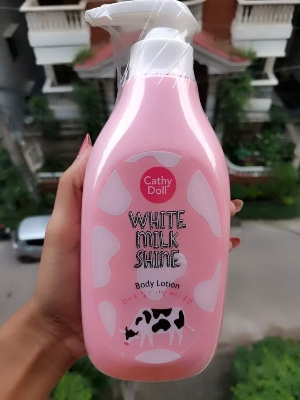 Cathy
Doll
WHITE
MILK
SHINE
Body Lotion